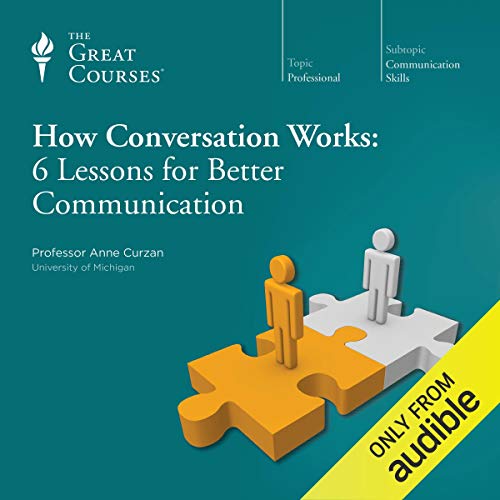 THE
GREAT
COURSES®
Topic
Professional
Subtopic
Communication
Skills
How Conversation Works:
6 Lessons for Better
Communication
Professor Anne Curzan
University of Michigan
ONLY FROM
audible